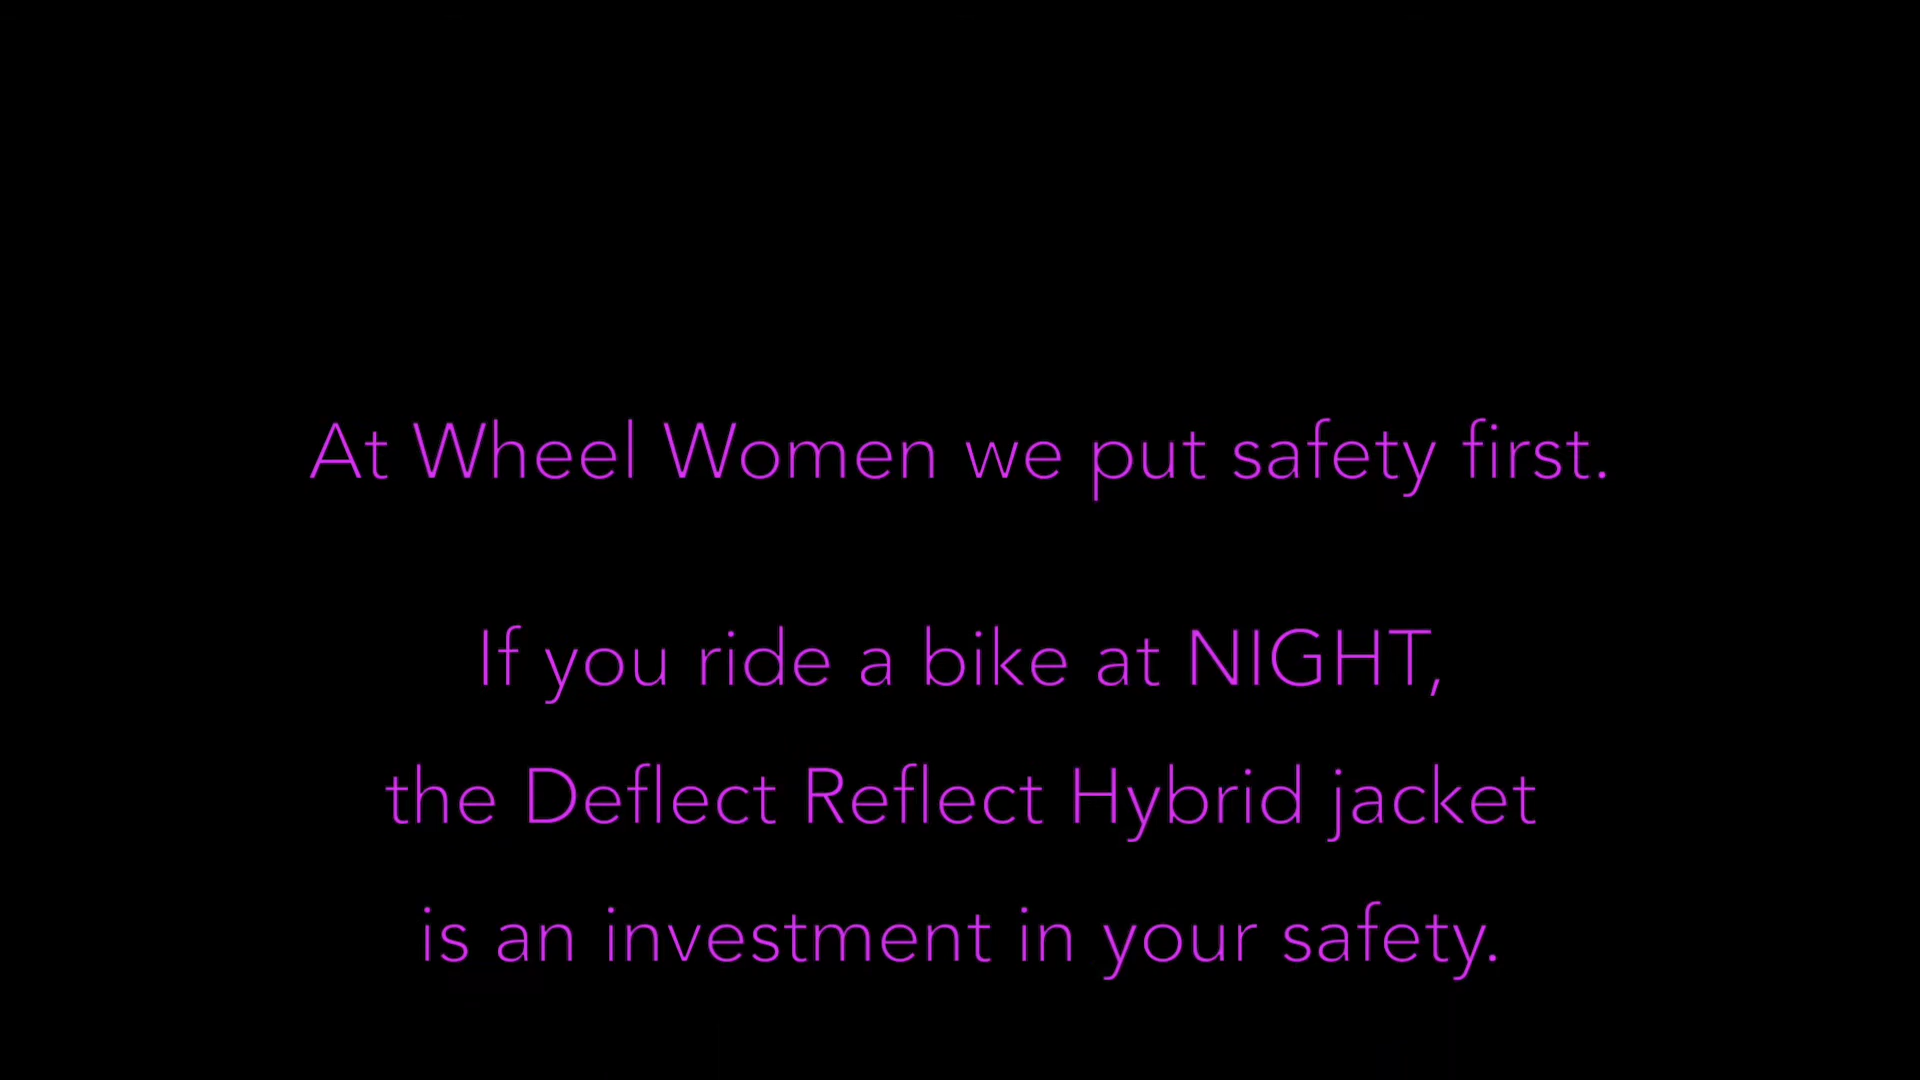 At Wheel Women we put safety first.
If you ride a bike at NIGHT,
the Deflect Reflect Hybrid jacket
is an investment in your safety.